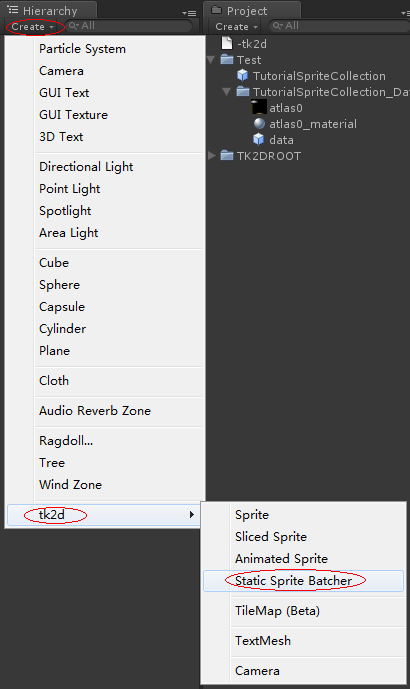 Hierarchy
Create
All
Particle System
Camera
GUI Text
GUI Texture
3D Text
Directional Light
Point Light
Spotlight
Area Light
Cube
Sphere
Capsule
Cylinder
Plane
Cloth
Audio Reverb Zone
Ragdoll...
Tree
Wind Zone
tk2d
Project
Create
All
-tk2d
Test
TutorialSpriteCollection
TutorialSpriteCollection_Da
atlas0
atlas0_material
data
TK2DROOT
Sprite
Sliced Sprite
Animated Sprite
Static Sprite Batcher
TileMap (Beta)
TextMesh
Camera